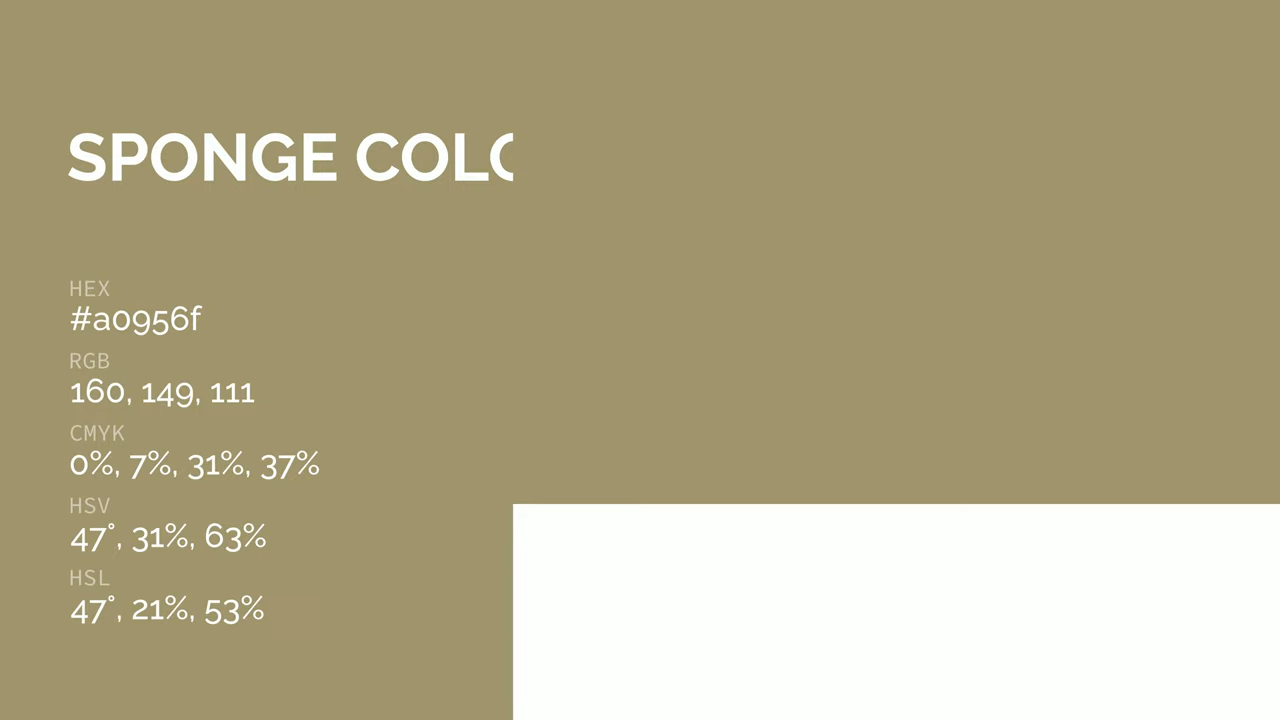 SPONGE COLO
HEX
#a0956f
RGB
160, 149, 111
CMYK
0%, 7%, 31%, 37%
HSV
47°, 31%, 63%
HSL
47°, 21%, 53%